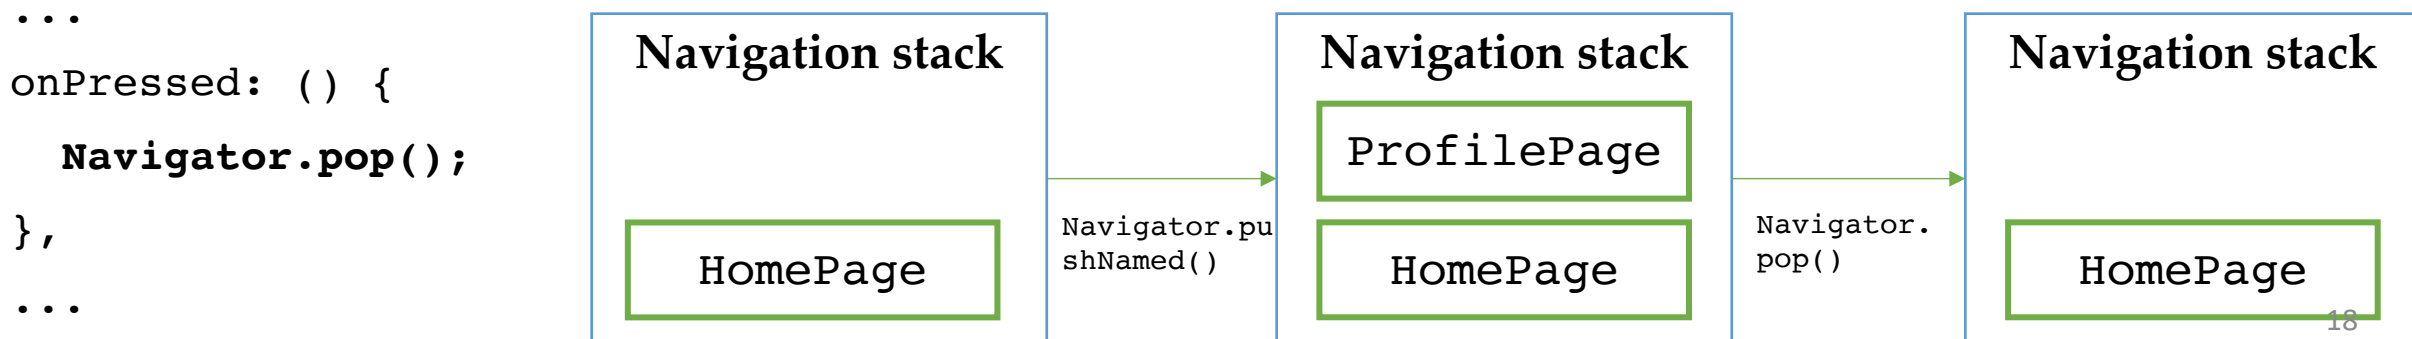 ...
onPressed: () {
Navigator.pop();
},
...
Navigation stack
HomePage
Navigator.pu
shNamed()
Navigation stack
ProfilePage
HomePage
Navigator.
pop()
Navigation stack
HomePage
18